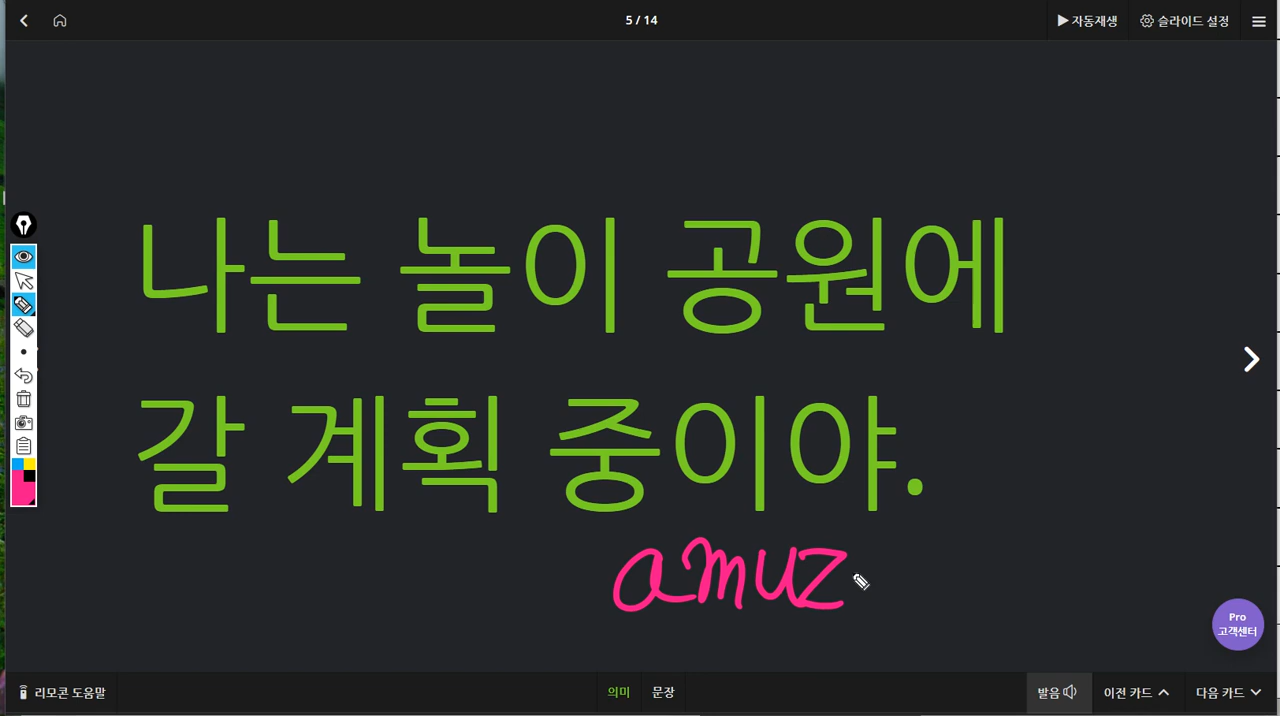 5 / 14
▶ 자동재생
슬라이드 설정
나는 놀이 공원에
갈 계획 중이야.
amuz
Pro
고객센터
리모콘 도움말
의미
문장
발음
이전 카드
다음 카드